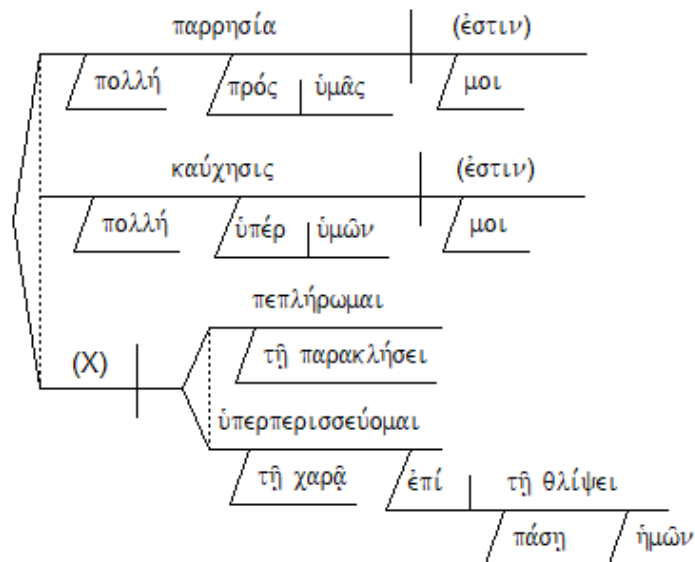 παρρησία (ἐστιν)
πολλή πρός ὑμᾶς μοι
καύχησις (ἐστιν)
πολλή ὑπέρ ὑμῶν μοι
πεπλήρωμαι
(X) τῇ παρακλήσει
ὑπερπερισσεύομαι
τῇ χαρᾷ ἐπί τῇ θλίψει
πάσῃ ἡμῶν